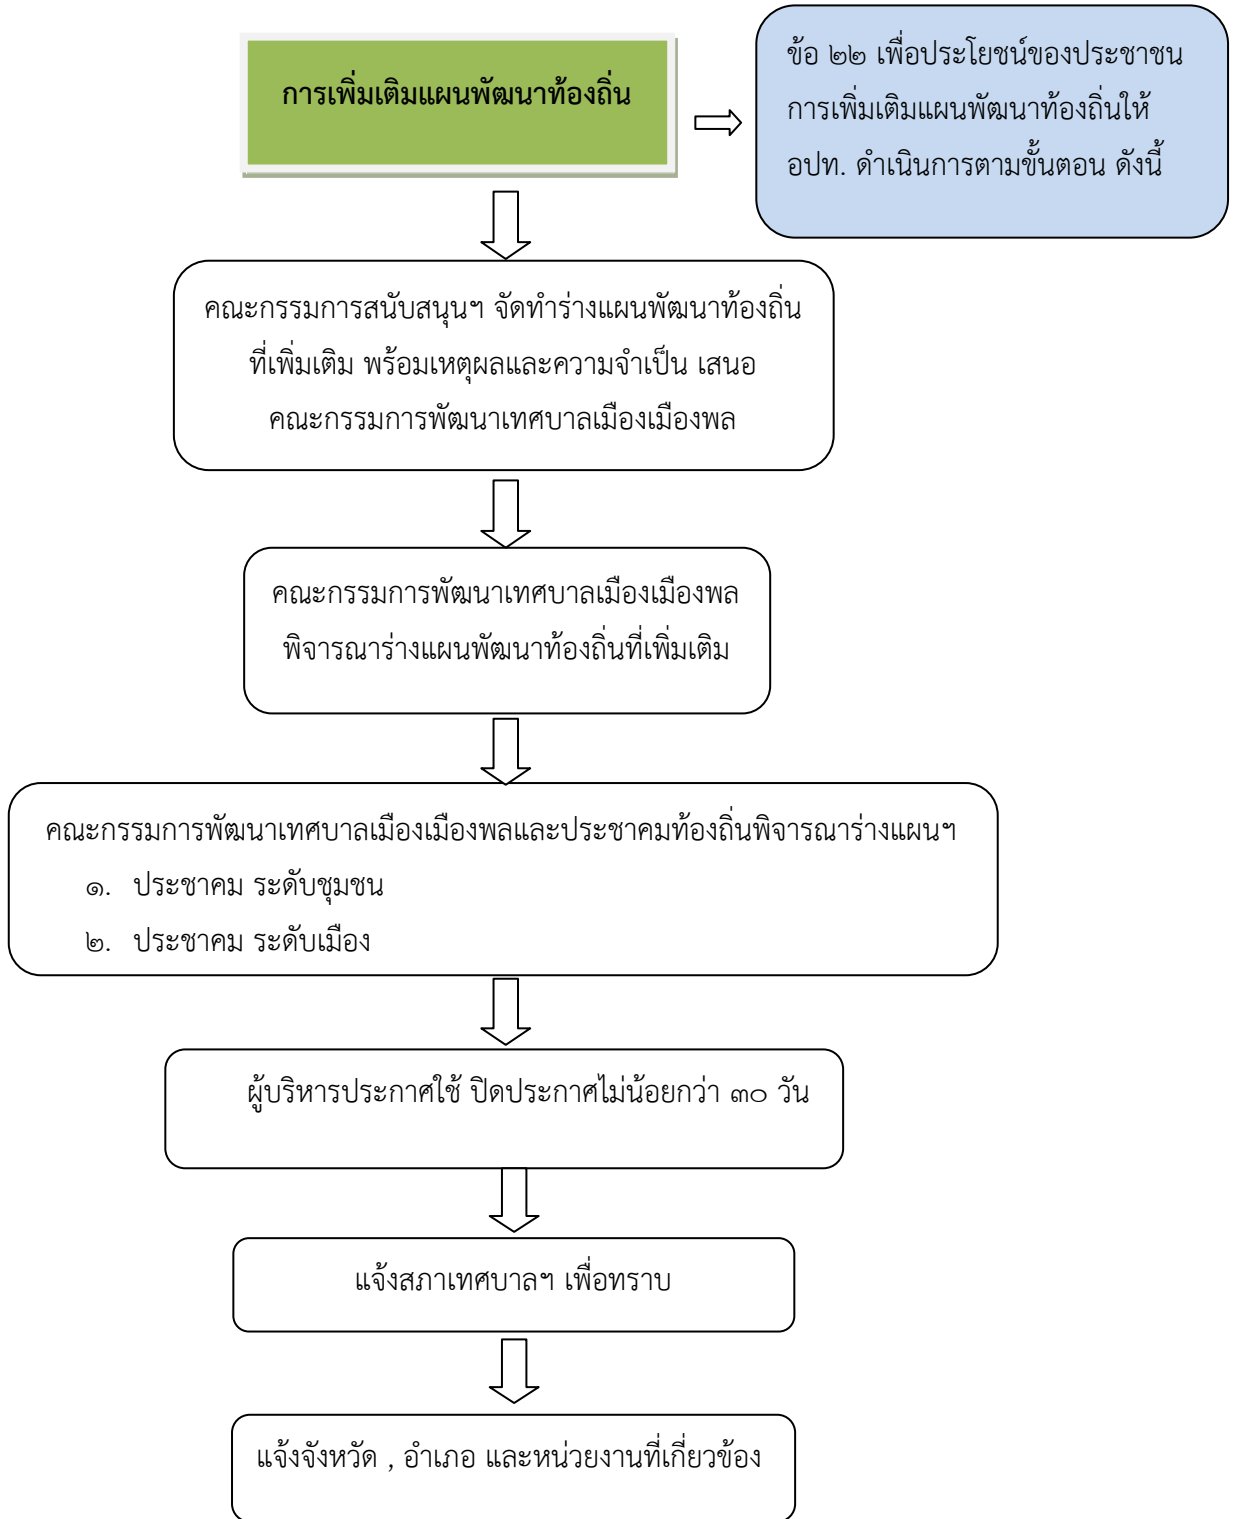 การเพิ่มเติมแผนพัฒนาท้องถิ่น
ข้อ ๒๒ เพื่อประโยชน์ของประชาชน
การเพิ่มเติมแผนพัฒนาท้องถิ่นให้
อปท. ดำเนินการตามขั้นตอน ดังนี้
คณะกรรมการสนับสนุนฯ จัดทำร่างแผนพัฒนาท้องถิ่น
ที่เพิ่มเติม พร้อมเหตุผลและความจำเป็น เสนอ
คณะกรรมการพัฒนาเทศบาลเมืองเมืองพล
คณะกรรมการพัฒนาเทศบาลเมืองเมืองพล
พิจารณาร่างแผนพัฒนาท้องถิ่นที่เพิ่มเติม
คณะกรรมการพัฒนาเทศบาลเมืองเมืองพลและประชาคมท้องถิ่นพิจารณาร่างแผนฯ
๑. ประชาคม ระดับชุมชน
๒. ประชาคม ระดับเมือง
ผู้บริหารประกาศใช้ ปิดประกาศไม่น้อยกว่า ๓๐ วัน
แจ้งสภาเทศบาลฯ เพื่อทราบ
แจ้งจังหวัด , อำเภอ และหน่วยงานที่เกี่ยวข้อง